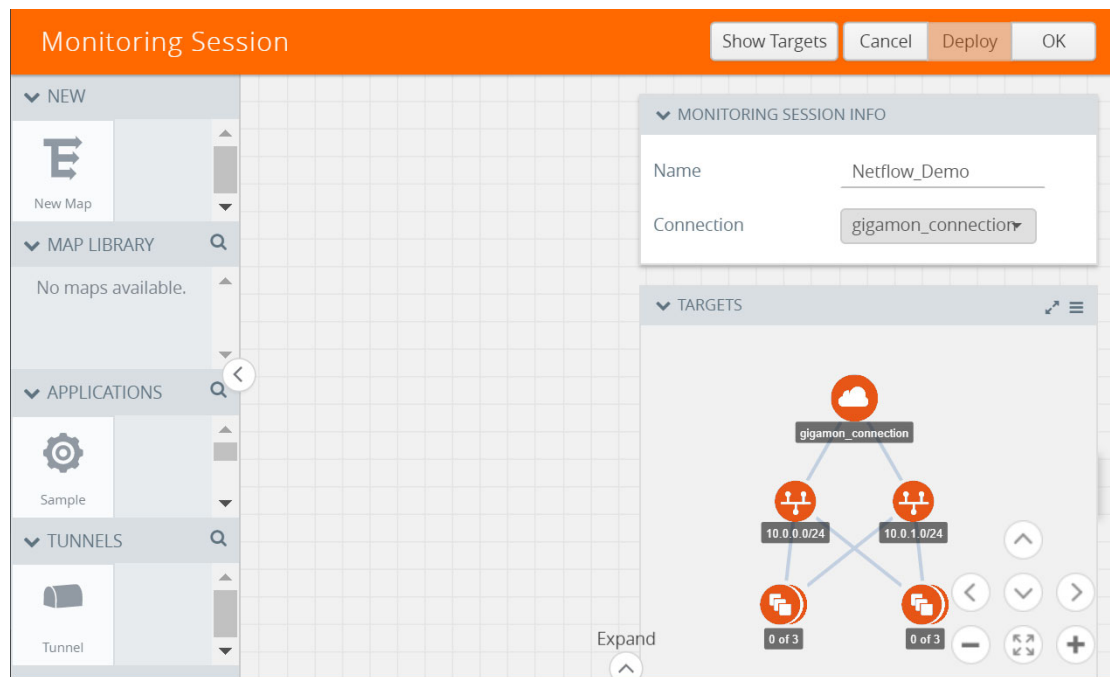 Monitoring Session
Show Targets
Cancel
Deploy
OK
NEW
New Map
MAP LIBRARY
No maps available.
APPLICATIONS
Sample
TUNNELS
Tunnel
MONITORING SESSION INFO
Name
Netflow_Demo
Connection
gigamon_connection
TARGETS
gigamon_connection
10.0.0.0/24
10.0.1.0/24
0 of 3
0 of 3
Expand